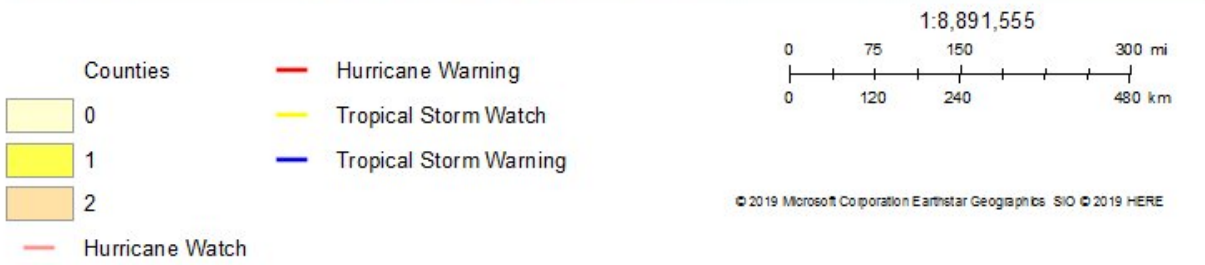 Counties
0
1
2
Hurricane Watch
Hurricane Warning
Tropical Storm Watch
Tropical Storm Warning
1:8,891,555
0 75 150 300 mi
0 120 240 480 km
© 2019 Microsoft Corporation Earthstar Geographics SIO © 2019 HERE